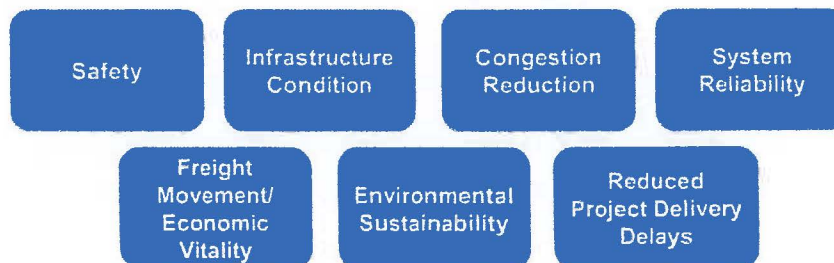 Safety
Infrastructure
Condition
Congestion
Reduction
System
Reliability
Freight
Movement/
Economic
Vitality
Environmental
Sustainability
Reduced
Project Delivery
Delays